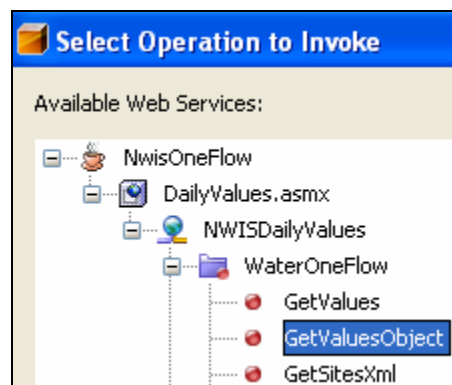 Select Operation to Invoke
Available Web Services:
NwisOneFlow
DailyValues.asmx
NWISDailyValues
WaterOneFlow
GetValues
GetValuesObject
GetSitesXml